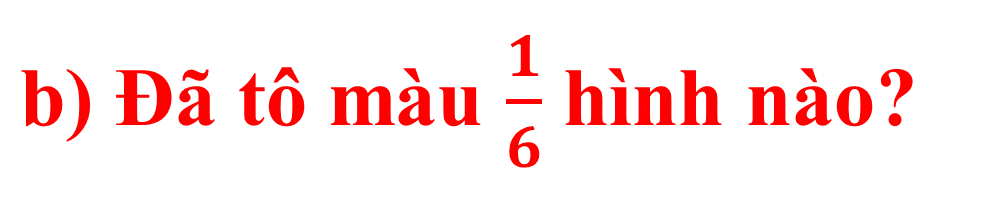 b) Đã tô màu 1/6 hình nào?